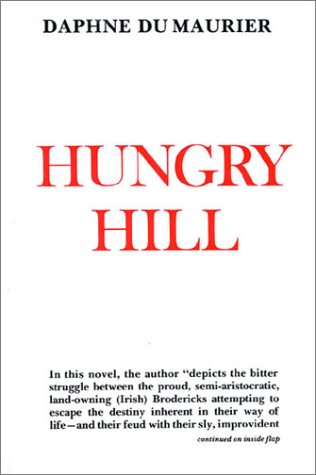 DAPHNE DU MAURIER
HUNGRY
HILL
In this novel, the author "depicts the bitter
struggle between the proud, semi-aristocratic,
land-owning (Irish) Brodericks attempting to
escape the destiny inherent in their way of
life—and their feud with their sly, improvident
continued on inside flap